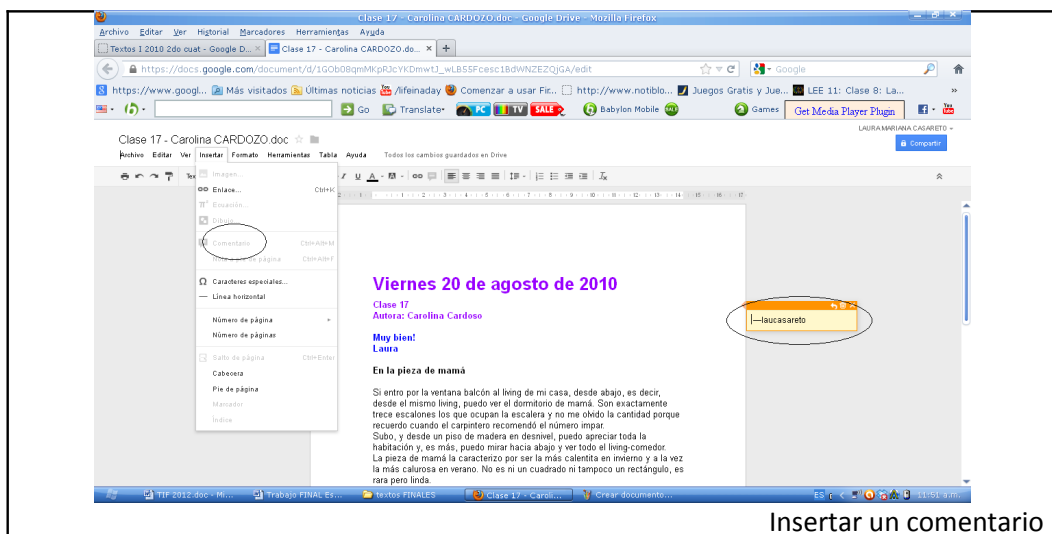 Clase 17 - Carolina CARDOZO.doc - Google Drive - Mozilla Firefox
Archivo Editar Ver Historial Marcadores Herramientas Ayuda
Textos I 2010 2do cuat - Google D... Clase 17 - Carolina CARDOZO.do...
https://docs.google.com/document/d/1GOb08qmMKpRJcYKDmwtJ_wLB55Fcesc1BdWNZEZQjGA/edit Google
https://www.googl... Más visitados Últimas noticias /lifeinaday Comenzar a usar Fir... http://www.notiblo... Juegos Gratis y Jue... LEE 11: Clase 8: La... »
Go Translate PC TV SALE Babylon Mobile Games Get Media Player Plugin
LAURA MARIANA CASARETO
Clase 17 - Carolina CARDOZO.doc
Compartir
Archivo Editar Ver Insertar Formato Herramientas Tabla Ayuda Todos los cambios guardados en Drive
Imagen...
Enlace... Ctrl+K
Ecuación...
Dibujo...
Comentario Ctrl+Alt+M
Nota a pie de página Ctrl+Alt+F
Caracteres especiales...
Línea horizontal
Número de página
Número de páginas
Salto de página Ctrl+Enter
Cabecera
Pie de página
Marcador
Índice
Viernes 20 de agosto de 2010
Clase 17
Autora: Carolina Cardoso
—laucasareto
Muy bien!
Laura
En la pieza de mamá
Si entro por la ventana balcón al living de mi casa, desde abajo, es decir,
desde el mismo living, puedo ver el dormitorio de mamá. Son exactamente
trece escalones los que ocupan la escalera y no me olvido la cantidad porque
recuerdo cuando el carpintero recomendó el número impar.
Subo, y desde un piso de madera en desnivel, puedo apreciar toda la
habitación y, es más, puedo mirar hacia abajo y ver todo el living-comedor.
La pieza de mamá la caracterizo por ser la más calentita en invierno y a la vez
la más calurosa en verano. No es ni un cuadrado ni tampoco un rectángulo, es
rara pero linda.
TIF 2012.doc - Mi... Trabajo FINAL Es... textos FINALES Clase 17 - Caroli... Crear documento... ES 11:51 a.m.
Insertar un comentario